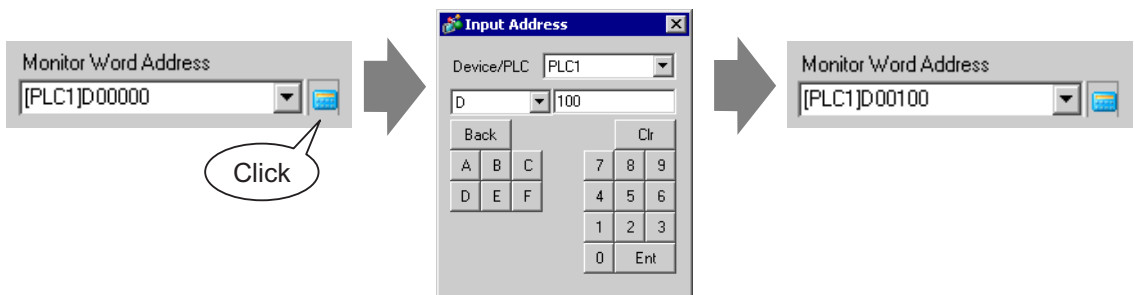 Monitor Word Address
[PLC1]D00000
Click
Input Address
Device/PLC PLC1
D 100
Back Clr
A B C 7 8 9
D E F 4 5 6
1 2 3
0 Ent
Monitor Word Address
[PLC1]D00100